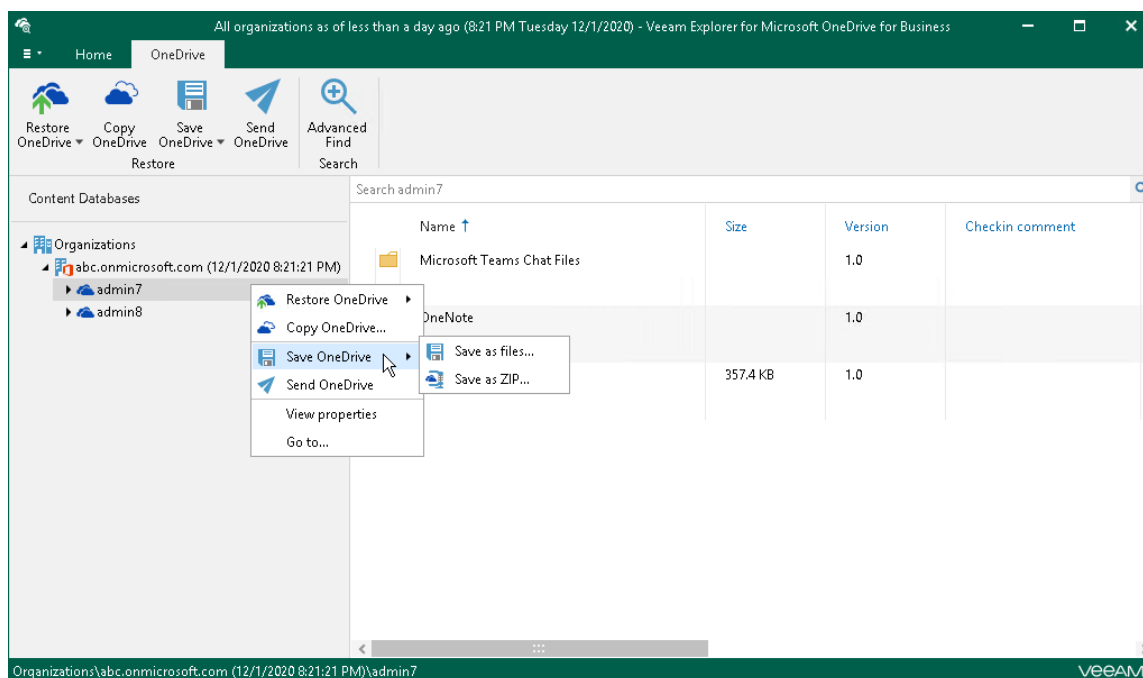 All organizations as of less than a day ago (8:21 PM Tuesday 12/1/2020) - Veeam Explorer for Microsoft OneDrive for Business
Home OneDrive
Restore OneDrive
Copy OneDrive
Save OneDrive
Send OneDrive
Advanced Find
Restore
Search
Content Databases
Search admin7
Name Size Version Checkin comment
Organizations
abc.onmicrosoft.com (12/1/2020 8:21:21 PM)
admin7
admin8
Microsoft Teams Chat Files 1.0
OneNote 1.0
357.4 KB 1.0
Restore OneDrive
Copy OneDrive...
Save OneDrive
Send OneDrive
View properties
Go to...
Save as files...
Save as ZIP...
Organizations\abc.onmicrosoft.com (12/1/2020 8:21:21 PM)\admin7
veeam